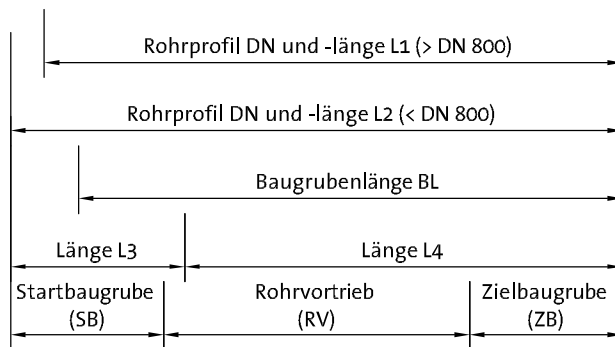 Rohrprofil DN und -länge L1 (> DN 800)
Rohrprofil DN und -länge L2 (< DN 800)
Baugrubenlänge BL
Länge L3 Länge L4
Startbaugrube Rohrvortrieb Zielbaugrube
(SB) (RV) (ZB)